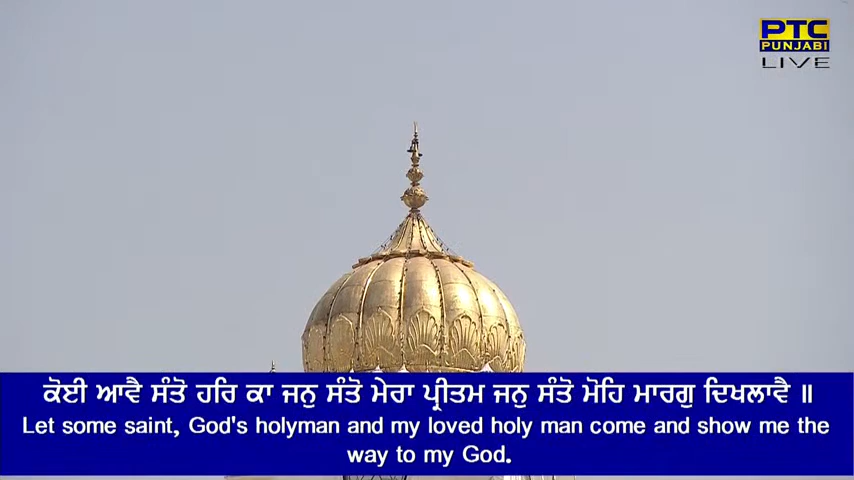 PTC
PUNJABI
LIVE
ਕੋਈ ਆਵੈ ਸੰਤੋ ਹਰਿ ਕਾ ਜਨੁ ਸੰਤੋ ਮੇਰਾ ਪ੍ਰੀਤਮ ਜਨੁ ਸੰਤੋ ਮੋਹਿ ਮਾਰਗੁ ਦਿਖਲਾਵੈ ॥
Let some saint, God's holyman and my loved holy man come and show me the
way to my God.